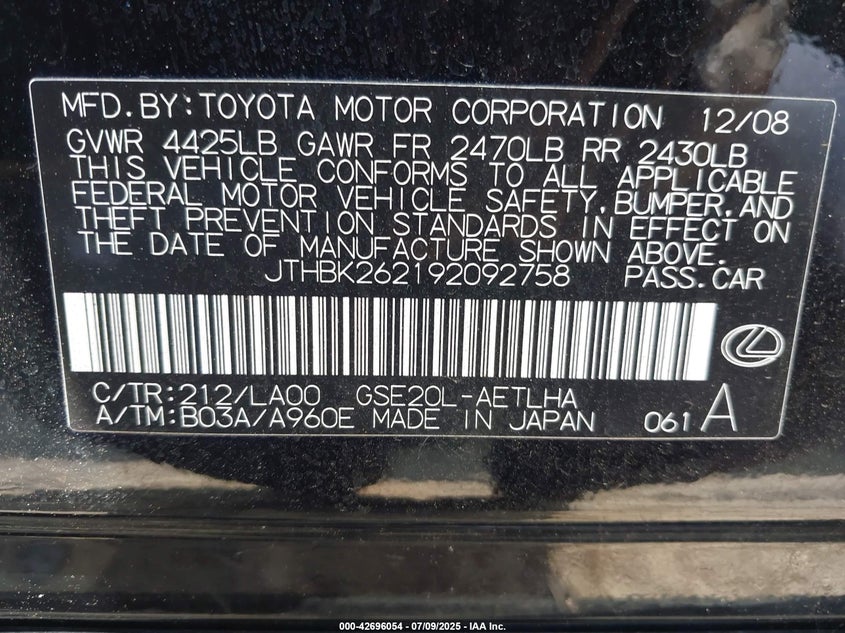 MFD.BY:TOYOTA MOTOR CORPORATION 12/08
GVWR 4425LB GAWR FR 2470LB RR 2430LB
THIS VEHICLE CONFORMS TO ALL APPLICABLE
FEDERAL MOTOR VEHICLE SAFETY,BUMPER,AND
THEFT PREVENTION STANDARDS IN EFFECT ON
THE DATE OF MANUFACTURE SHOWN ABOVE.
JTHBK262192092758 PASS.CAR
C/TR:212/LA00 GSE20L-AETLHA
A/TM:B03A/A960E MADE IN JAPAN 061 A
000-42696054 - 07/09/2025 - IAA Inc.